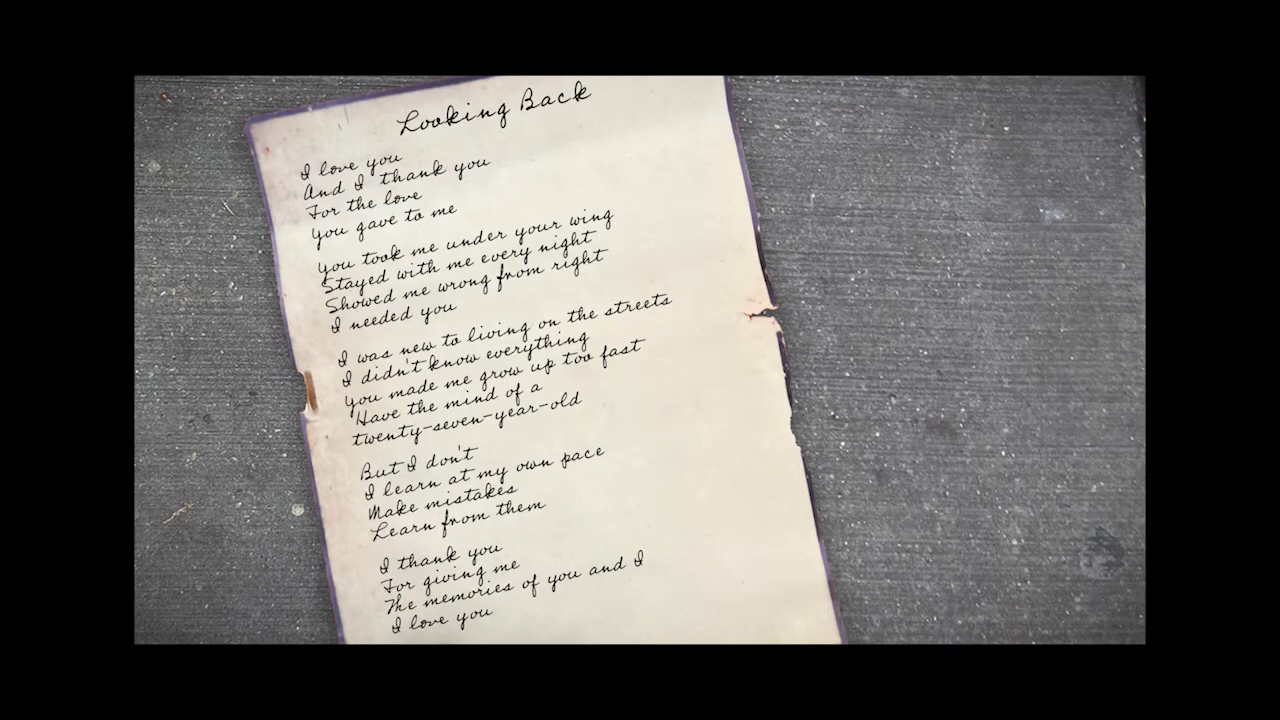 Looking Back
I love you
And I thank you
For the love
You gave to me
You took me under your wing
Stayed with me every night
Showed me wrong from right
I needed you
I was new to living on the streets
I didn't know everything
You made me grow up too fast
Have the mind of a
twenty-seven-year-old
But I don't
I learn at my own pace
Make mistakes
Learn from them
I thank you
For giving me
The memories of you and I
I love you